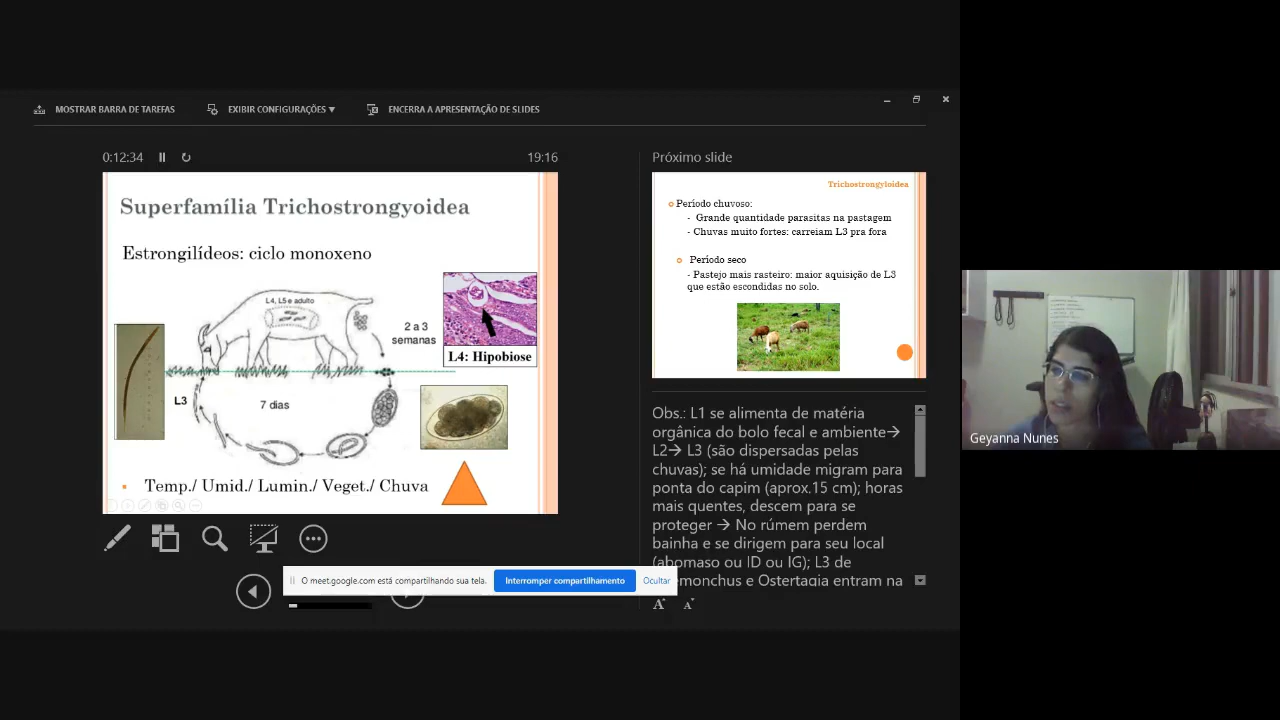 MOSTRAR BARRA DE TAREFAS
EXIBIR CONFIGURAÇÕES ▼
ENCERRA A APRESENTAÇÃO DE SLIDES
0:12:34
19:16
Superfamília Trichostrongyoidea
Estrongilídeos: ciclo monoxeno
L4, L5 e adulto
2 a 3
semanas
L4: Hipobiose
L3
7 dias
Temp./ Umid./ Lumin./ Veget./ Chuva
Próximo slide
Trichostrongyloidea
Período chuvoso:
- Grande quantidade parasitas na pastagem
- Chuvas muito fortes: carreiam L3 pra fora
Período seco
- Pastejo mais rasteiro: maior aquisição de L3
que estão escondidas no solo.
Obs.: L1 se alimenta de matéria
orgânica do bolo fecal e ambiente→
L2→ L3 (são dispersadas pelas
chuvas); se há umidade migram para
ponta do capim (aprox.15 cm); horas
mais quentes, descem para se
proteger → No rúmem perdem
bainha e se dirigem para seu local
(abomaso ou ID ou IG); L3 de
emonchus e Ostertagia entram na
O meet.google.com está compartilhando sua tela.
Interromper compartilhamento
Ocultar
A A
Geyanna Nunes